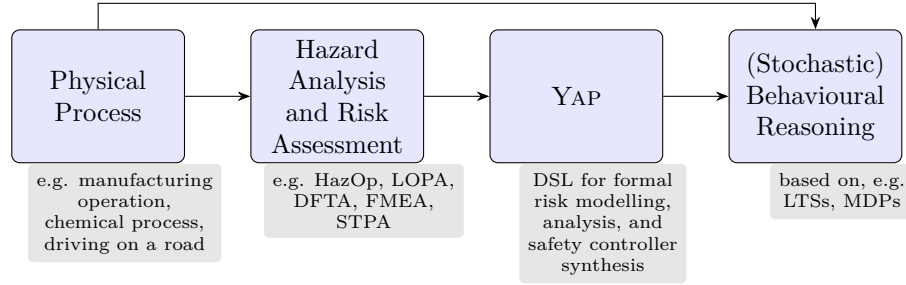 Physical
Process
e.g. manufacturing
operation,
chemical process,
driving on a road
Hazard
Analysis
and Risk
Assessment
e.g. HazOp, LOPA,
DFTA, FMEA,
STPA
YAP
DSL for formal
risk modelling,
analysis, and
safety controller
synthesis
(Stochastic)
Behavioural
Reasoning
based on, e.g.
LTSs, MDPs